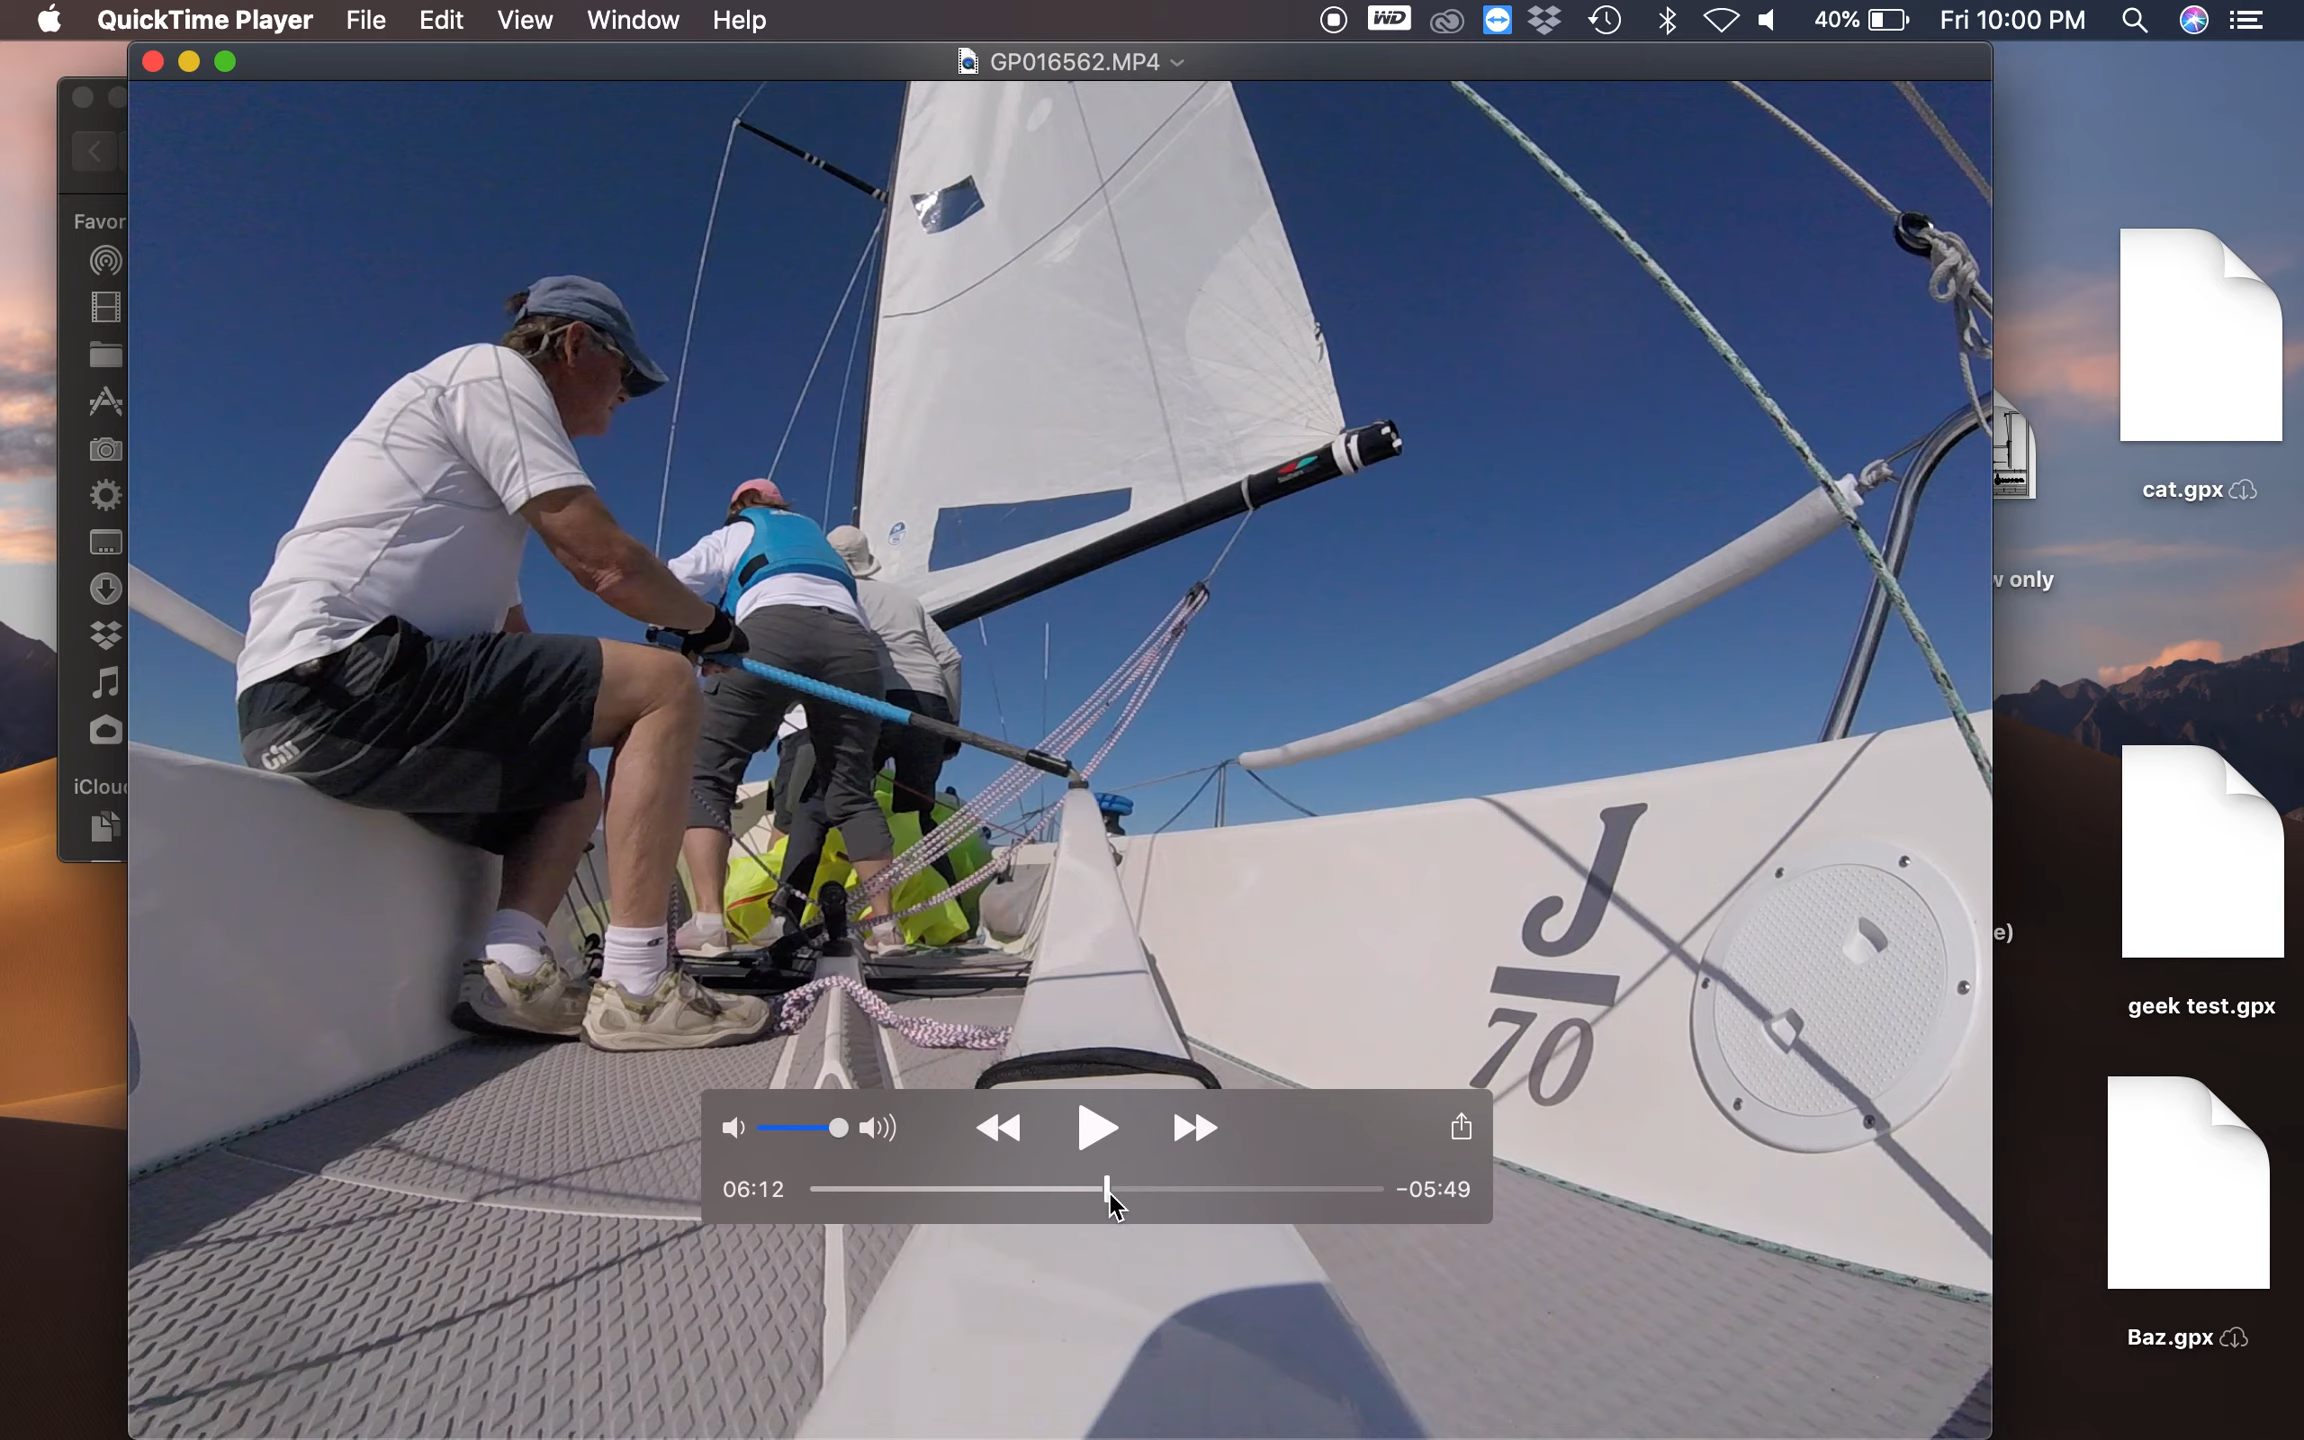 QuickTime Player File Edit View Window Help
WD 40% Fri 10:00 PM
GP016562.MP4
Favor
iClou
cat.gpx
w only
e)
geek test.gpx
Baz.gpx
gill
J
70
06:12 -05:49